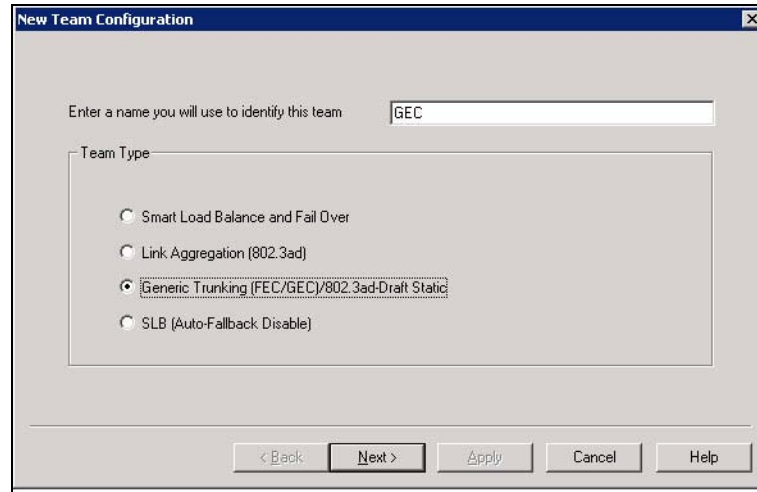 New Team Configuration
Enter a name you will use to identify this team GEC
Team Type
Smart Load Balance and Fail Over
Link Aggregation (802.3ad)
Generic Trunking (FEC/GEC)/802.3ad-Draft Static
SLB (Auto-Fallback Disable)
< Back Next > Apply Cancel Help